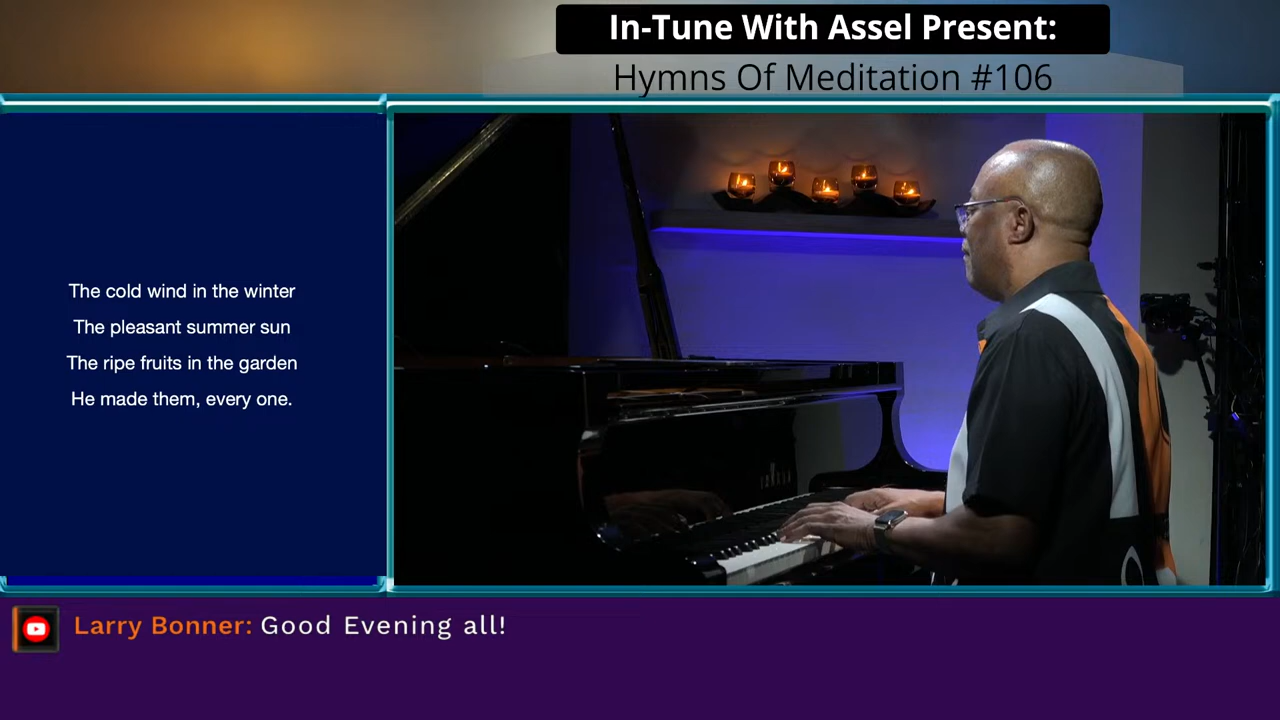 In-Tune With Assel Present:
Hymns Of Meditation #106
The cold wind in the winter
The pleasant summer sun
The ripe fruits in the garden
He made them, every one.
Larry Bonner: Good Evening all!